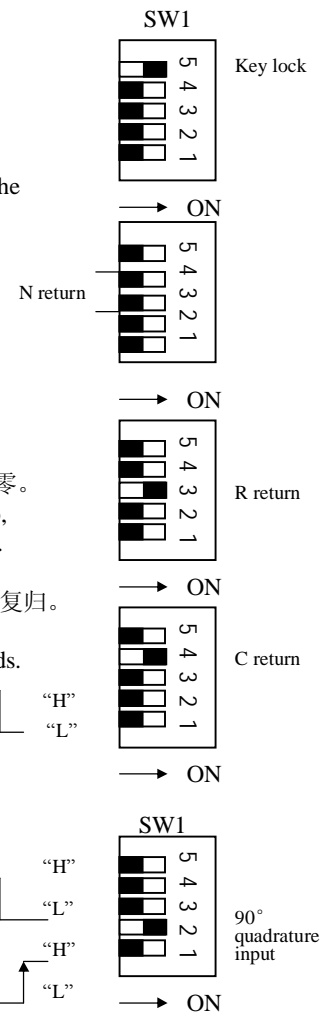 SW1
5
4
3
2
1
Key lock
he
ON
5
4
3
2
1
N return
ON
零。
5
4
3
2
1
R return
,
.
ON
复归。
5
4
3
2
1
C return
ds.
“H”
“L”
ON
SW1
5
4
3
2
1
“H”
“L”
90°
quadrature
input
“H”
“L”
ON